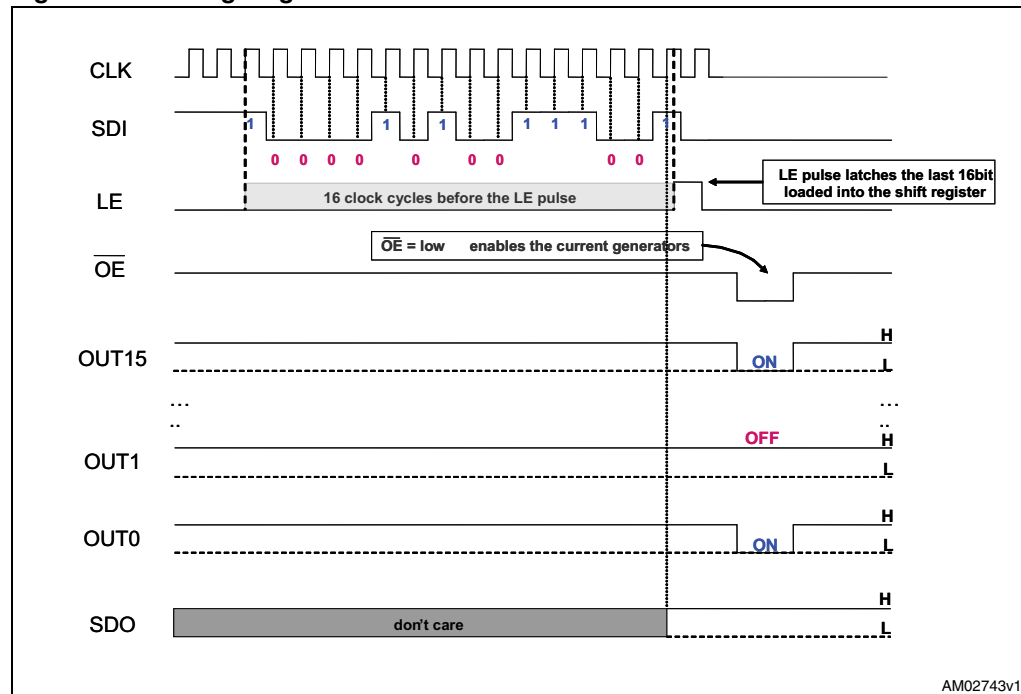 CLK
SDI
1 1 1 1 1 1 1
0 0 0 0 0 0 0 0 0
LE pulse latches the last 16bit
loaded into the shift register
LE
16 clock cycles before the LE pulse
OE = low enables the current generators
OE
H
OUT15
ON
L
... ...
.. ..
OFF
H
OUT1
L
H
OUT0
ON
L
H
SDO
don't care
L
AM02743v1